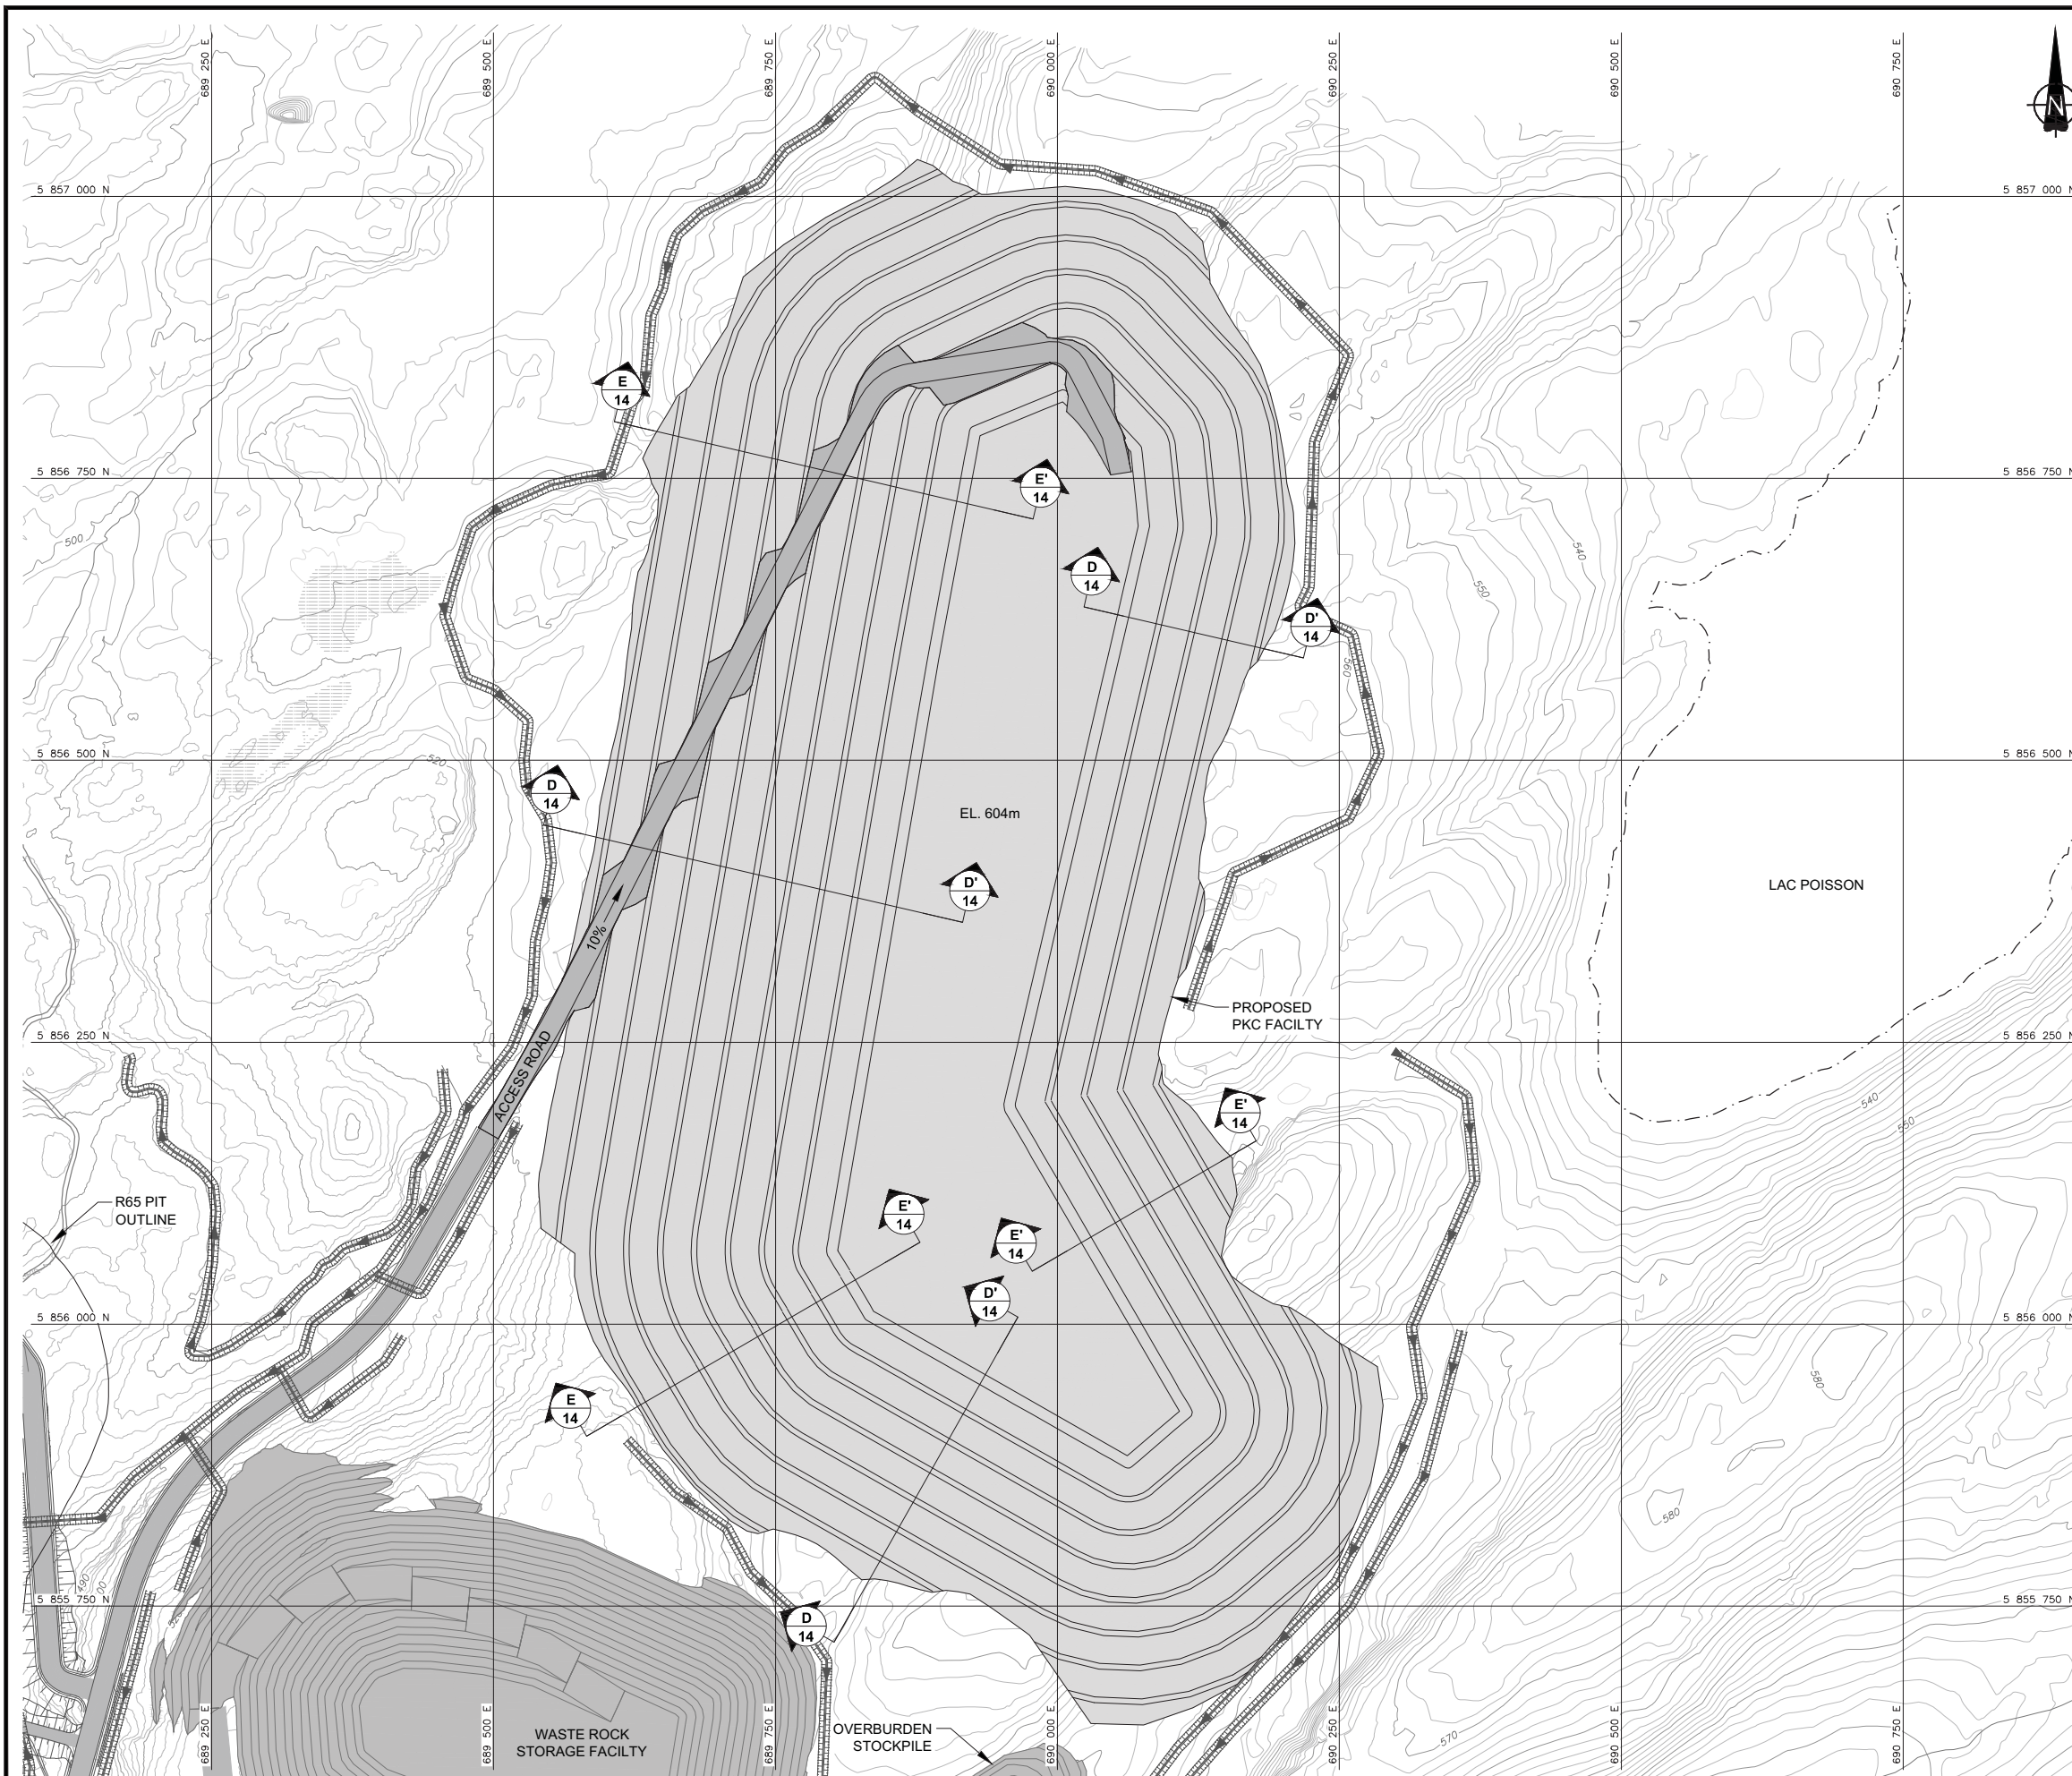 689 250 E
689 500 E
689 750 E
690 000 E
690 250 E
690 500 E
690 750 E
N
5 857 000 N
5 857 000 N
E
14
5 856 750 N
5 856 750 N
E'
14
500
540
550
D
14
D'
14
560
5 856 500 N
5 856 500 N
520
D
14
EL. 604m
D'
14
LAC POISSON
10%
PROPOSED
PKC FACILTY
5 856 250 N
5 856 250 N
ACCESS ROAD
E'
14
540
550
R65 PIT
OUTLINE
E'
14
E'
14
D'
14
5 856 000 N
5 856 000 N
580
E
14
580
490
500
520
5 855 750 N
5 855 750 N
D
14
WASTE ROCK
STORAGE FACILTY
OVERBURDEN
STOCKPILE
570
689 250 E
689 500 E
689 750 E
690 000 E
690 250 E
690 500 E
690 750 E